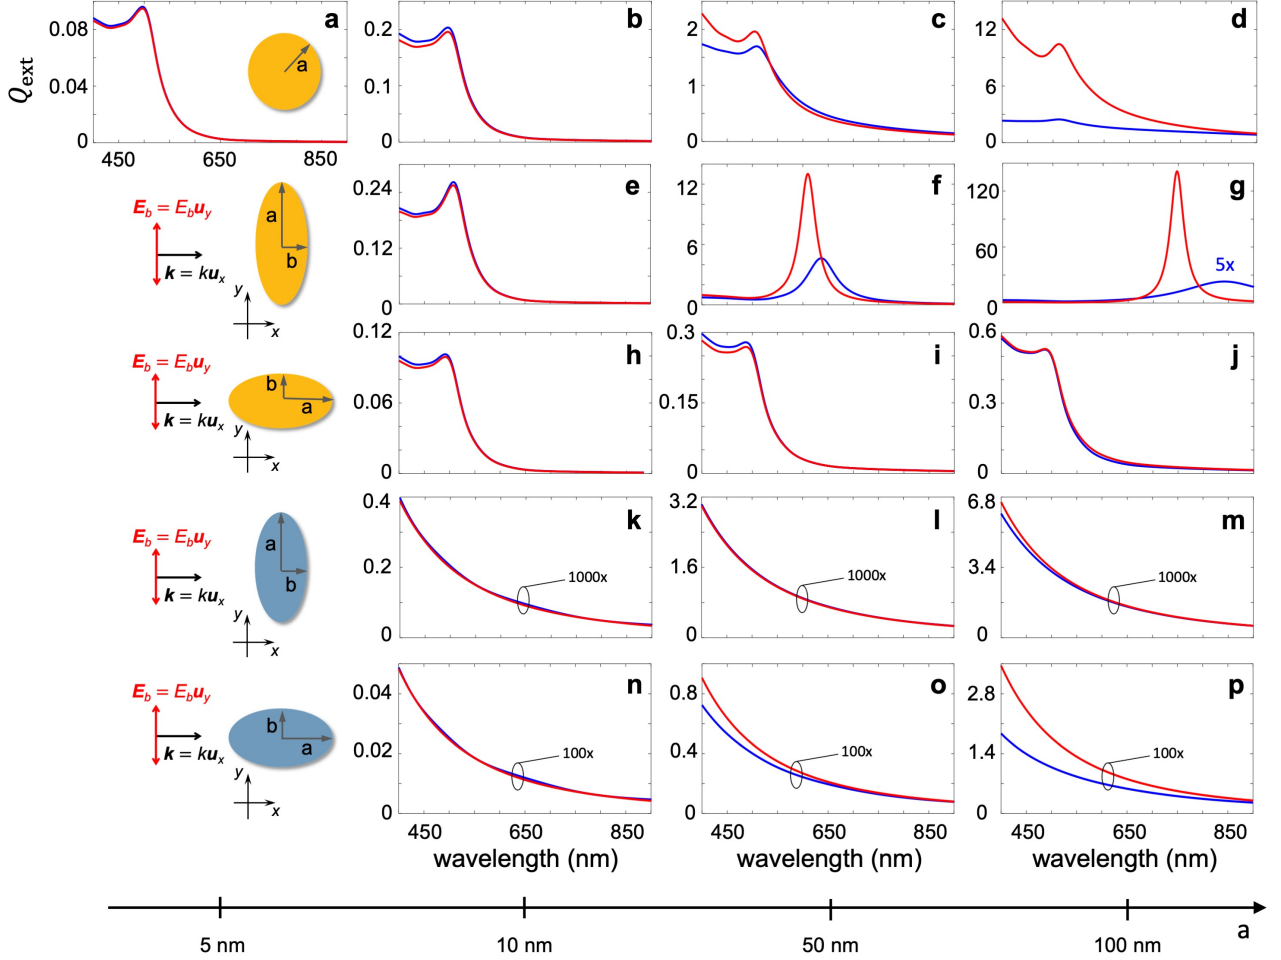 Q_ext
0.08
0.04
0
450
650
850
a
a
0.2
0.1
0
b
2
1
0
c
12
6
0
d
E_b = E_b u_y
k = k u_x
a
b
y
x
0.24
0.12
0
e
12
6
0
f
120
60
0
g
5x
E_b = E_b u_y
k = k u_x
b
a
y
x
0.12
0.06
0
h
0.3
0.15
0
i
0.6
0.3
0
j
E_b = E_b u_y
k = k u_x
a
b
y
x
0.4
0.2
0
k
1000x
3.2
1.6
0
l
1000x
6.8
3.4
0
m
100x
E_b = E_b u_y
k = k u_x
b
a
y
x
0.04
0.02
0
n
100x
0.8
0.4
0
o
100x
2.8
1.4
0
p
100x
450
650
850
450
650
850
450
650
850
wavelength (nm)
wavelength (nm)
wavelength (nm)
5 nm
10 nm
50 nm
100 nm
a